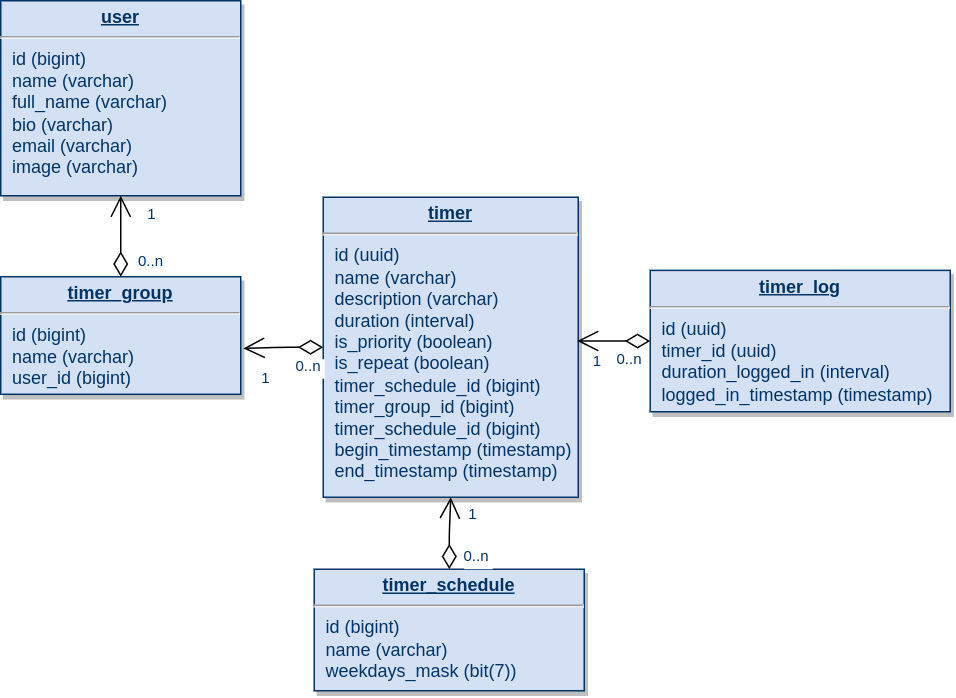 user
id (bigint)
name (varchar)
full_name (varchar)
bio (varchar)
email (varchar)
image (varchar)
1
0..n
timer_group
id (bigint)
name (varchar)
user_id (bigint)
1
0..n
timer
id (uuid)
name (varchar)
description (varchar)
duration (interval)
is_priority (boolean)
is_repeat (boolean)
timer_schedule_id (bigint)
timer_group_id (bigint)
timer_schedule_id (bigint)
begin_timestamp (timestamp)
end_timestamp (timestamp)
1
0..n
timer_log
id (uuid)
timer_id (uuid)
duration_logged_in (interval)
logged_in_timestamp (timestamp)
1
0..n
timer_schedule
id (bigint)
name (varchar)
weekdays_mask (bit(7))